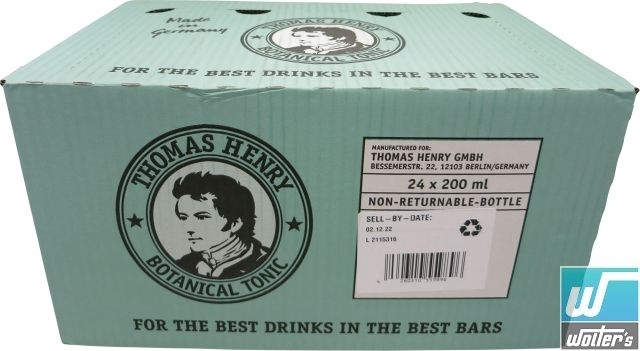 Made in
Germany
THOMAS HENRY
BOTANICAL TONIC
FOR THE BEST DRINKS IN THE BEST BARS
THOMAS HENRY
BOTANICAL TONIC
MANUFACTURED FOR:
THOMAS HENRY GMBH
BESSEMERSTR. 22, 12103 BERLIN/GERMANY
24 x 200 ml
NON-RETURNABLE-BOTTLE
SELL-BY-DATE:
02.12.22
L 2115316
FOR THE BEST DRINKS IN THE BEST BARS
W
Wolter's